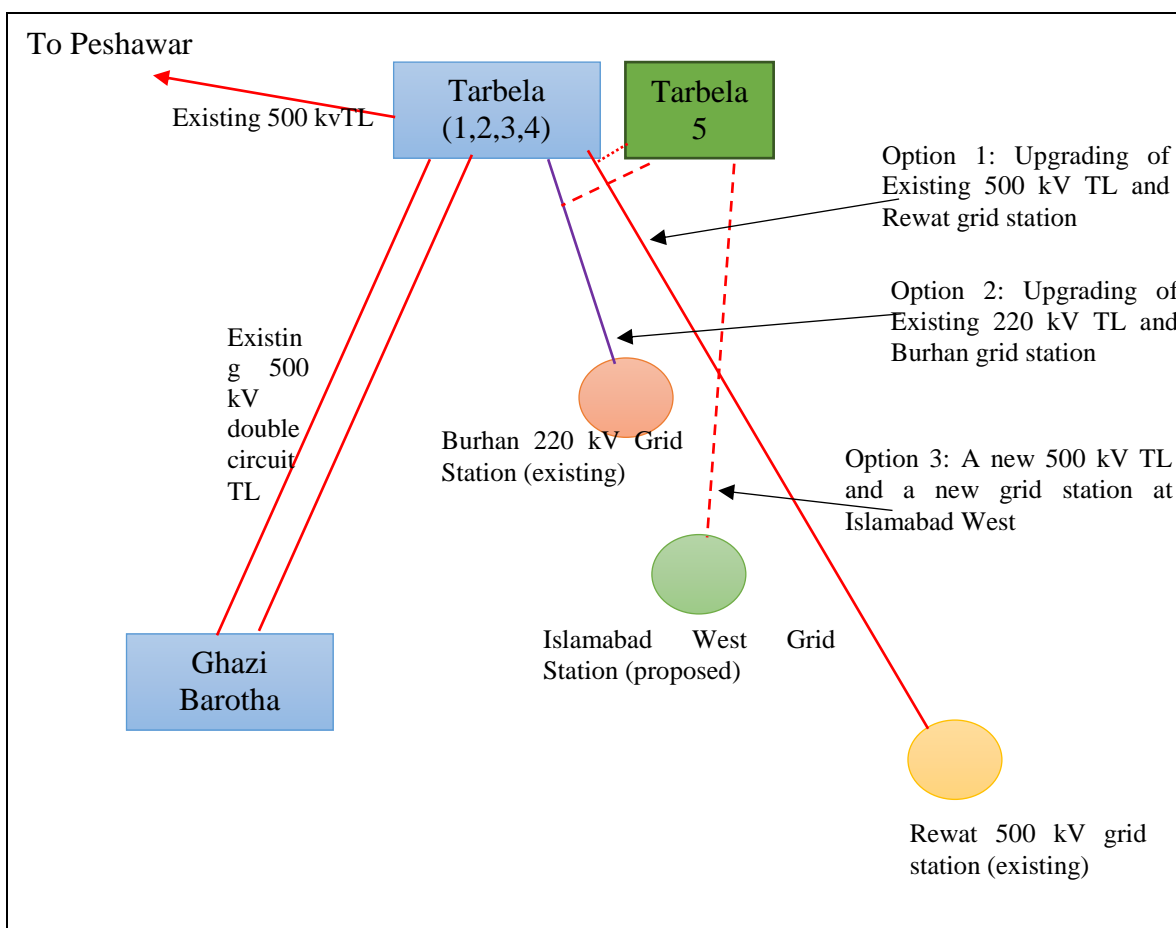 To Peshawar
Existing 500 kvTL
Tarbela
(1,2,3,4)
Tarbela
5
Option 1: Upgrading of
Existing 500 kV TL and
Rewat grid station
Option 2: Upgrading of
Existing 220 kV TL and
Burhan grid station
Existin
g 500
kV
double
circuit
TL
Burhan 220 kV Grid
Station (existing)
Option 3: A new 500 kV TL
and a new grid station at
Islamabad West
Islamabad West Grid
Station (proposed)
Ghazi
Barotha
Rewat 500 kV grid
station (existing)